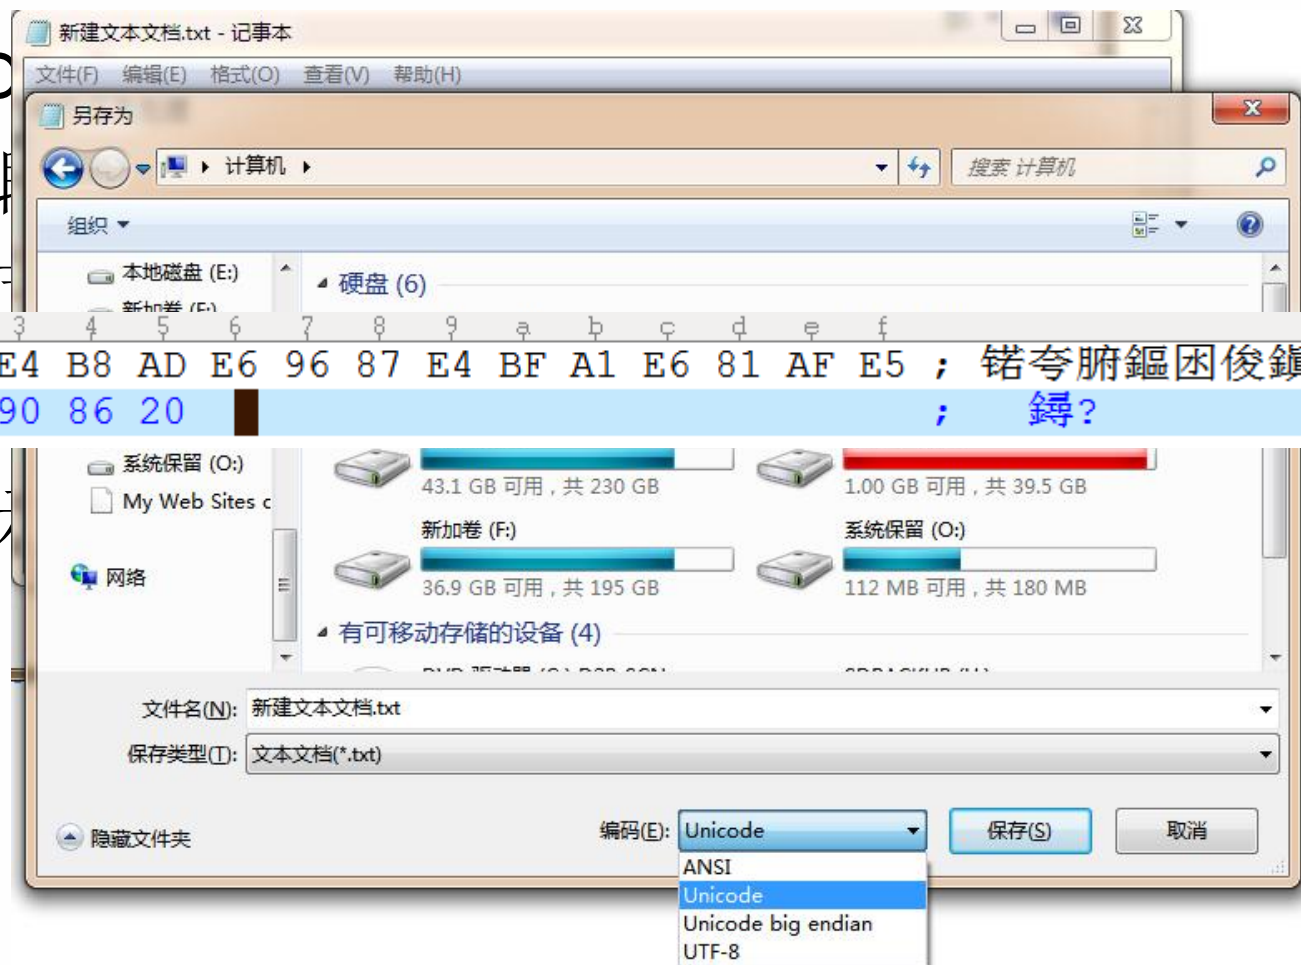 新建文本文档.txt - 记事本
文件(F) 编辑(E) 格式(O) 查看(V) 帮助(H)
另存为
计算机
搜索 计算机
组织
本地磁盘 (E:)
硬盘 (6)
新加卷 (F:)
3 4 5 6 7 8 9 a b c d e f
E4 B8 AD E6 96 87 E4 BF A1 E6 81 AF E5 ; 锘夸腑鏂囨俊
90 86 20 ; 鐞?
系统保留 (O:)
43.1 GB 可用，共 230 GB
1.00 GB 可用，共 39.5 GB
My Web Sites c
新加卷 (F:)
系统保留 (O:)
36.9 GB 可用，共 195 GB
112 MB 可用，共 180 MB
网络
有可移动存储的设备 (4)
文件名(N): 新建文本文档.txt
保存类型(T): 文本文档(*.txt)
隐藏文件夹
编码(E): Unicode
保存(S)
取消
ANSI
Unicode
Unicode big endian
UTF-8